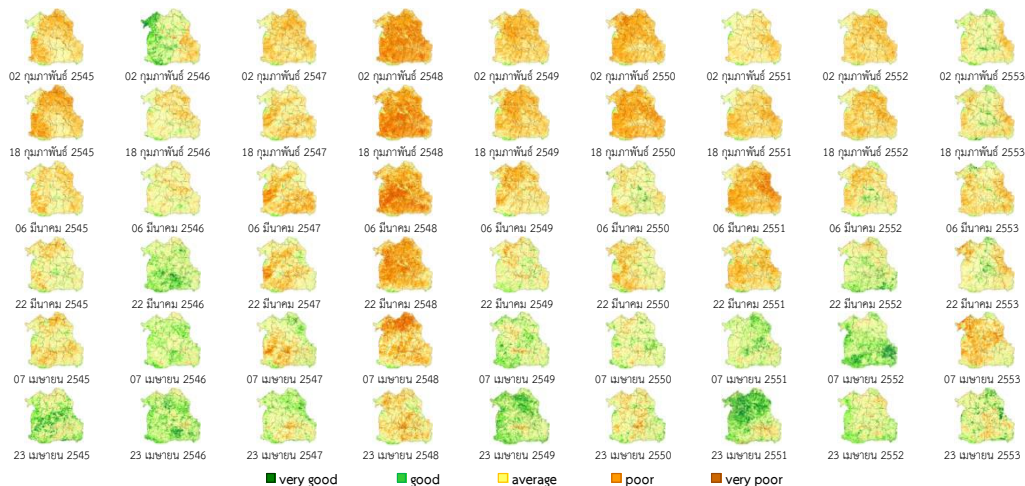 02 กุมภาพันธ์ 2545 02 กุมภาพันธ์ 2546 02 กุมภาพันธ์ 2547 02 กุมภาพันธ์ 2548 02 กุมภาพันธ์ 2549 02 กุมภาพันธ์ 2550 02 กุมภาพันธ์ 2551 02 กุมภาพันธ์ 2552 02 กุมภาพันธ์ 2553
18 กุมภาพันธ์ 2545 18 กุมภาพันธ์ 2546 18 กุมภาพันธ์ 2547 18 กุมภาพันธ์ 2548 18 กุมภาพันธ์ 2549 18 กุมภาพันธ์ 2550 18 กุมภาพันธ์ 2551 18 กุมภาพันธ์ 2552 18 กุมภาพันธ์ 2553
06 มีนาคม 2545 06 มีนาคม 2546 06 มีนาคม 2547 06 มีนาคม 2548 06 มีนาคม 2549 06 มีนาคม 2550 06 มีนาคม 2551 06 มีนาคม 2552 06 มีนาคม 2553
22 มีนาคม 2545 22 มีนาคม 2546 22 มีนาคม 2547 22 มีนาคม 2548 22 มีนาคม 2549 22 มีนาคม 2550 22 มีนาคม 2551 22 มีนาคม 2552 22 มีนาคม 2553
07 เมษายน 2545 07 เมษายน 2546 07 เมษายน 2547 07 เมษายน 2548 07 เมษายน 2549 07 เมษายน 2550 07 เมษายน 2551 07 เมษายน 2552 07 เมษายน 2553
23 เมษายน 2545 23 เมษายน 2546 23 เมษายน 2547 23 เมษายน 2548 23 เมษายน 2549 23 เมษายน 2550 23 เมษายน 2551 23 เมษายน 2552 23 เมษายน 2553
very good good average poor very poor